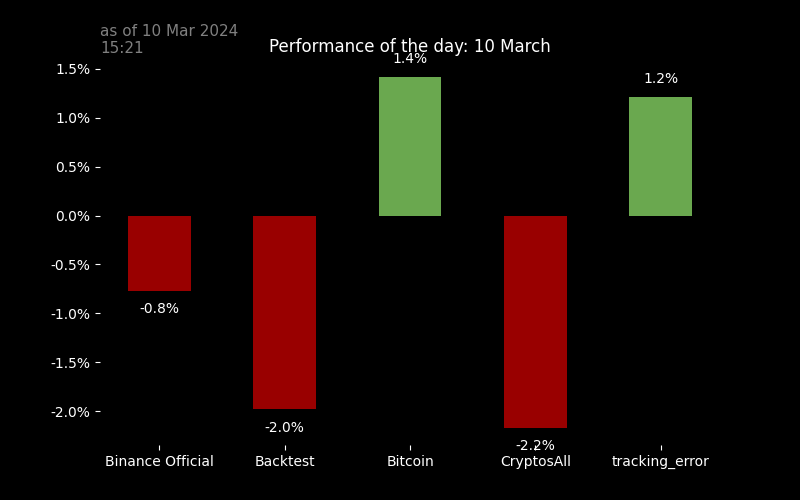 as of 10 Mar 2024
15:21
Performance of the day: 10 March
1.5%
1.0%
0.5%
0.0%
-0.5%
-1.0%
-1.5%
-2.0%
-0.8%
-2.0%
1.4%
-2.2%
1.2%
Binance Official
Backtest
Bitcoin
CryptosAll
tracking_error